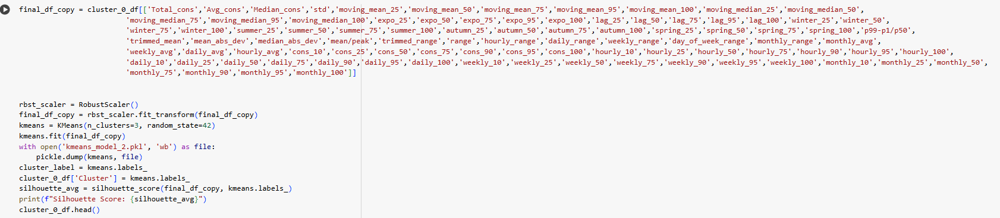 final_df_copy = cluster_0_df[['Total_cons','Avg_cons','Median_cons','std','moving_mean_25','moving_mean_50','moving_mean_75','moving_mean_95','moving_mean_100','moving_median_25','moving_median_50',
'moving_median_75','moving_median_95','moving_median_100','expo_25','expo_50','expo_75','expo_95','expo_100','lag_25','lag_50','lag_75','lag_95','lag_100','winter_25','winter_50',
'winter_75','winter_100','summer_25','summer_50','summer_75','summer_100','autumn_25','autumn_50','autumn_75','autumn_100','spring_25','spring_50','spring_75','spring_100','p99-p1/p50',
'trimmed_mean','mean_abs_dev','median_abs_dev','mean/peak','trimmed_range','range','hourly_range','daily_range','weekly_range','day_of_week_range','monthly_range','monthly_avg',
'weekly_avg','daily_avg','hourly_avg','cons_10','cons_25','cons_50','cons_75','cons_90','cons_95','cons_100','hourly_10','hourly_25','hourly_50','hourly_75','hourly_90','hourly_95','hourly_100',
'daily_10','daily_25','daily_50','daily_75','daily_90','daily_95','daily_100','weekly_10','weekly_25','weekly_50','weekly_75','weekly_90','weekly_95','weekly_100','monthly_10','monthly_25','monthly_50',
'monthly_75','monthly_90','monthly_95','monthly_100']]
rbst_scaler = RobustScaler()
final_df_copy = rbst_scaler.fit_transform(final_df_copy)
kmeans = KMeans(n_clusters=3, random_state=42)
kmeans.fit(final_df_copy)
with open('kmeans_model_2.pkl', 'wb') as file:
    pickle.dump(kmeans, file)
cluster_label = kmeans.labels_
cluster_0_df['Cluster'] = kmeans.labels_
silhouette_avg = silhouette_score(final_df_copy, kmeans.labels_)
print(f"Silhouette Score: {silhouette_avg}")
cluster_0_df.head()